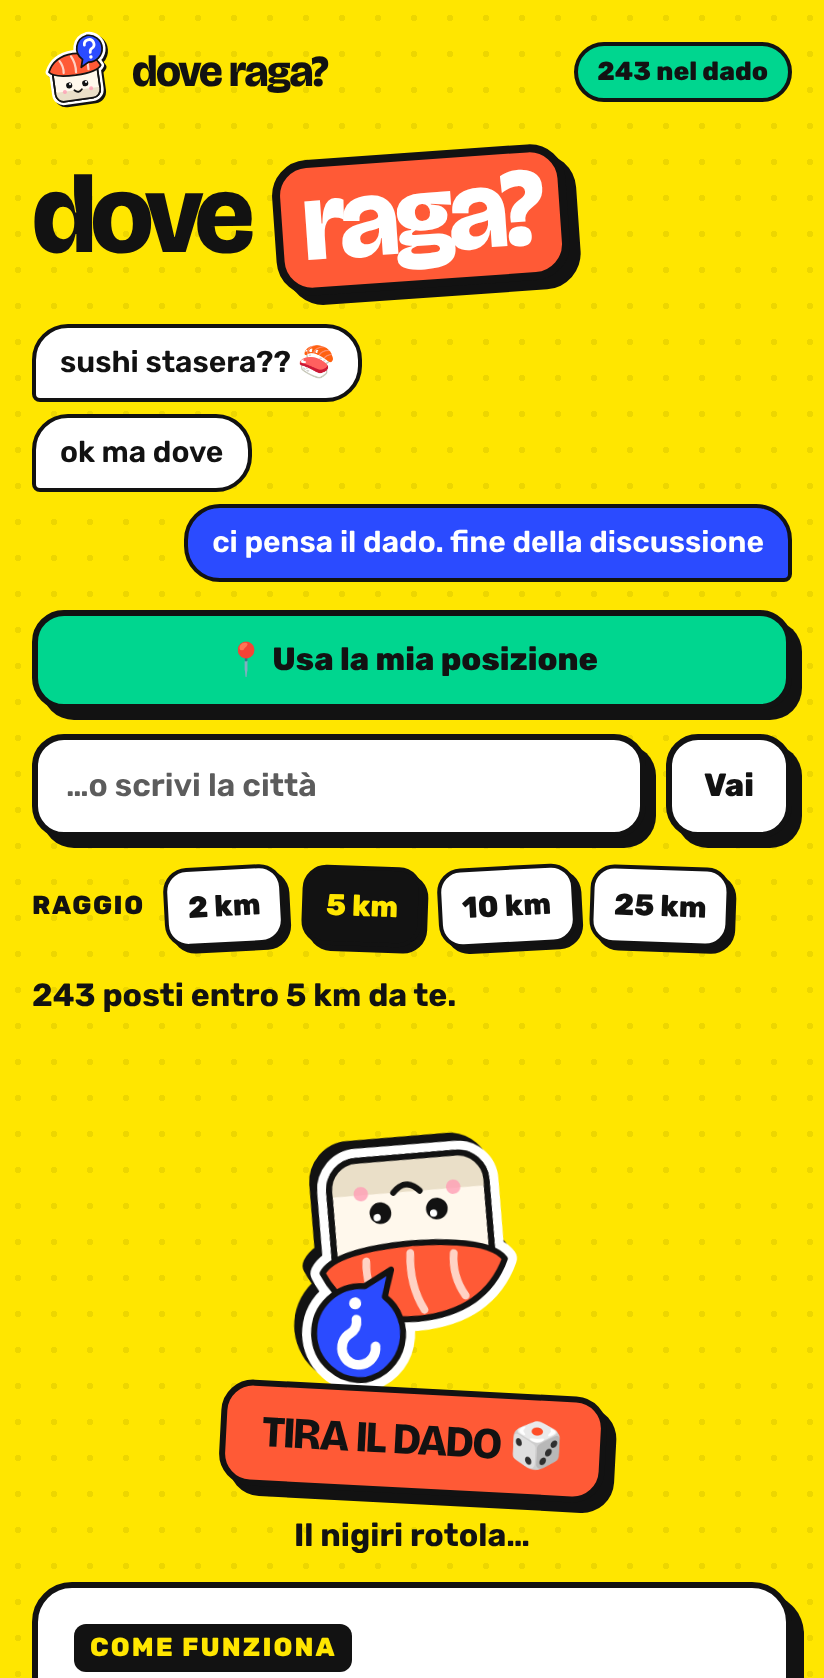 dove raga?
243 nel dado
dove raga?
sushi stasera?? 🍣
ok ma dove
ci pensa il dado. fine della discussione
📍 Usa la mia posizione
...o scrivi la città
Vai
RAGGIO 2 km 5 km 10 km 25 km
243 posti entro 5 km da te.
?
TIRA IL DADO 🎲
Il nigiri rotola...
COME FUNZIONA